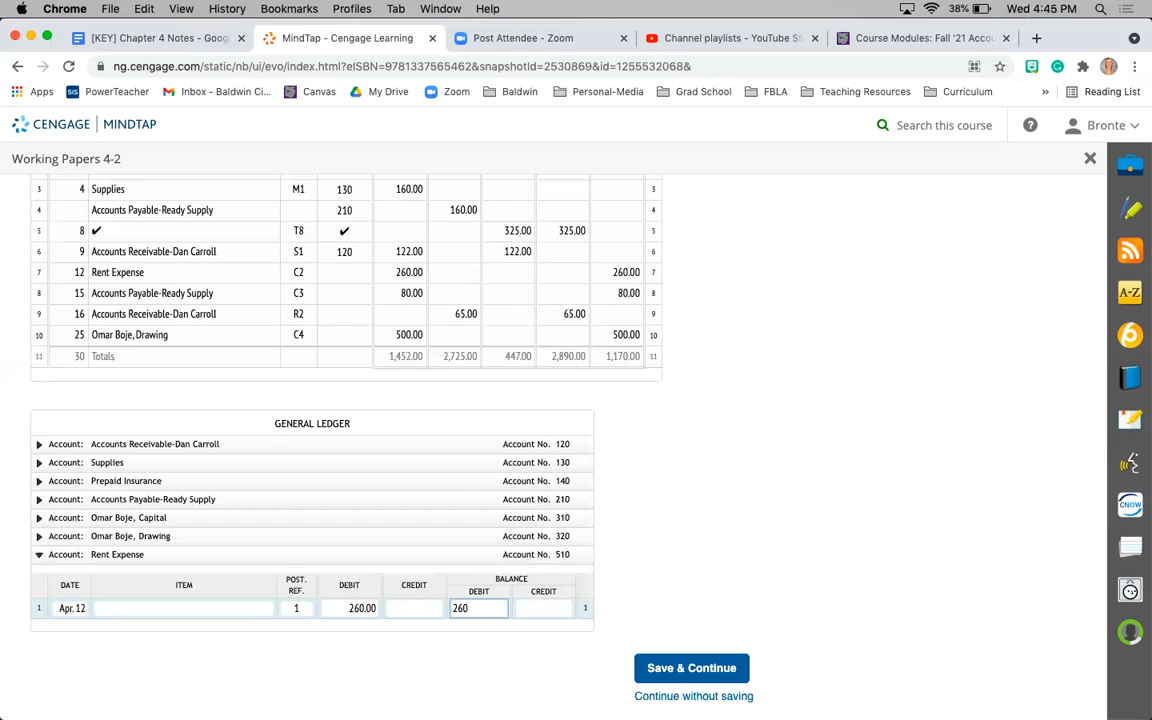 Chrome File Edit View History Bookmarks Profiles Tab Window Help 38% Wed 4:45 PM
[KEY] Chapter 4 Notes - Goog × MindTap - Cengage Learning × Post Attendee - Zoom × Channel playlists - YouTube St × Course Modules: Fall '21 Accou × +
ng.cengage.com/static/nb/ui/evo/index.html?eISBN=9781337565462&snapshotId=2530869&id=1255532068&
Apps SIS PowerTeacher Inbox - Baldwin Ci... Canvas My Drive Zoom Baldwin Personal-Media Grad School FBLA Teaching Resources Curriculum » Reading List
CENGAGE | MINDTAP Search this course ? Bronte
Working Papers 4-2
3 4 Supplies M1 130 160.00 3
4 Accounts Payable-Ready Supply 210 160.00 4
5 8 ✔ T8 ✔ 325.00 325.00 5
6 9 Accounts Receivable-Dan Carroll S1 120 122.00 122.00 6
7 12 Rent Expense C2 260.00 260.00 7
8 15 Accounts Payable-Ready Supply C3 80.00 80.00 8
9 16 Accounts Receivable-Dan Carroll R2 65.00 65.00 9
10 25 Omar Boje, Drawing C4 500.00 500.00 10
11 30 Totals 1,452.00 2,725.00 447.00 2,890.00 1,170.00 11
GENERAL LEDGER
Account: Accounts Receivable-Dan Carroll Account No. 120
Account: Supplies Account No. 130
Account: Prepaid Insurance Account No. 140
Account: Accounts Payable-Ready Supply Account No. 210
Account: Omar Boje, Capital Account No. 310
Account: Omar Boje, Drawing Account No. 320
Account: Rent Expense Account No. 510
BALANCE
DATE ITEM POST. REF. DEBIT CREDIT DEBIT CREDIT
1 Apr. 12 1 260.00 260 1
Save & Continue
Continue without saving
A-Z
CNOW